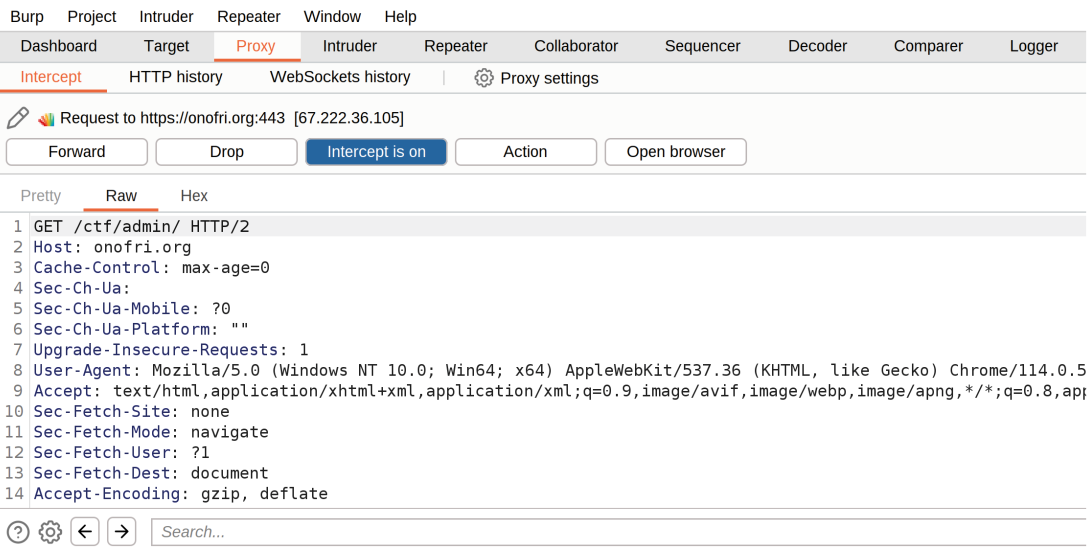 Burp Project Intruder Repeater Window Help
Dashboard Target Proxy Intruder Repeater Collaborator Sequencer Decoder Comparer Logger
Intercept HTTP history WebSockets history Proxy settings
Request to https://onofri.org:443 [67.222.36.105]
Forward Drop Intercept is on Action Open browser
Pretty Raw Hex
1 GET /ctf/admin/ HTTP/2
2 Host: onofri.org
3 Cache-Control: max-age=0
4 Sec-Ch-Ua:
5 Sec-Ch-Ua-Mobile: ?0
6 Sec-Ch-Ua-Platform: ""
7 Upgrade-Insecure-Requests: 1
8 User-Agent: Mozilla/5.0 (Windows NT 10.0; Win64; x64) AppleWebKit/537.36 (KHTML, like Gecko) Chrome/114.0.5
9 Accept: text/html,application/xhtml+xml,application/xml;q=0.9,image/avif,image/webp,image/apng,*/*;q=0.8,app
10 Sec-Fetch-Site: none
11 Sec-Fetch-Mode: navigate
12 Sec-Fetch-User: ?1
13 Sec-Fetch-Dest: document
14 Accept-Encoding: gzip, deflate
Search...